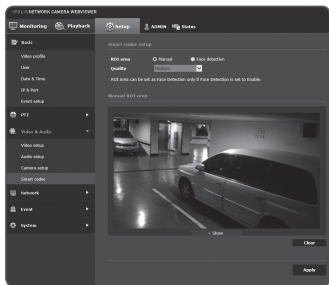 iPOLiS NETWORK CAMERA WEBVIEWER
Monitoring Playback Setup ADMIN Status
Basic
Video profile
User
Date & Time
IP & Port
Event setup
PTZ
Video & Audio
Video setup
Audio setup
Camera setup
Smart codec
Network
Event
System
Smart codec setup
ROI area Manual Face detection
Quality Medium
ROI Area can be set as Face Detection only if Face Detection is set to Enable.
Manual ROI area
Show
Clear
Apply